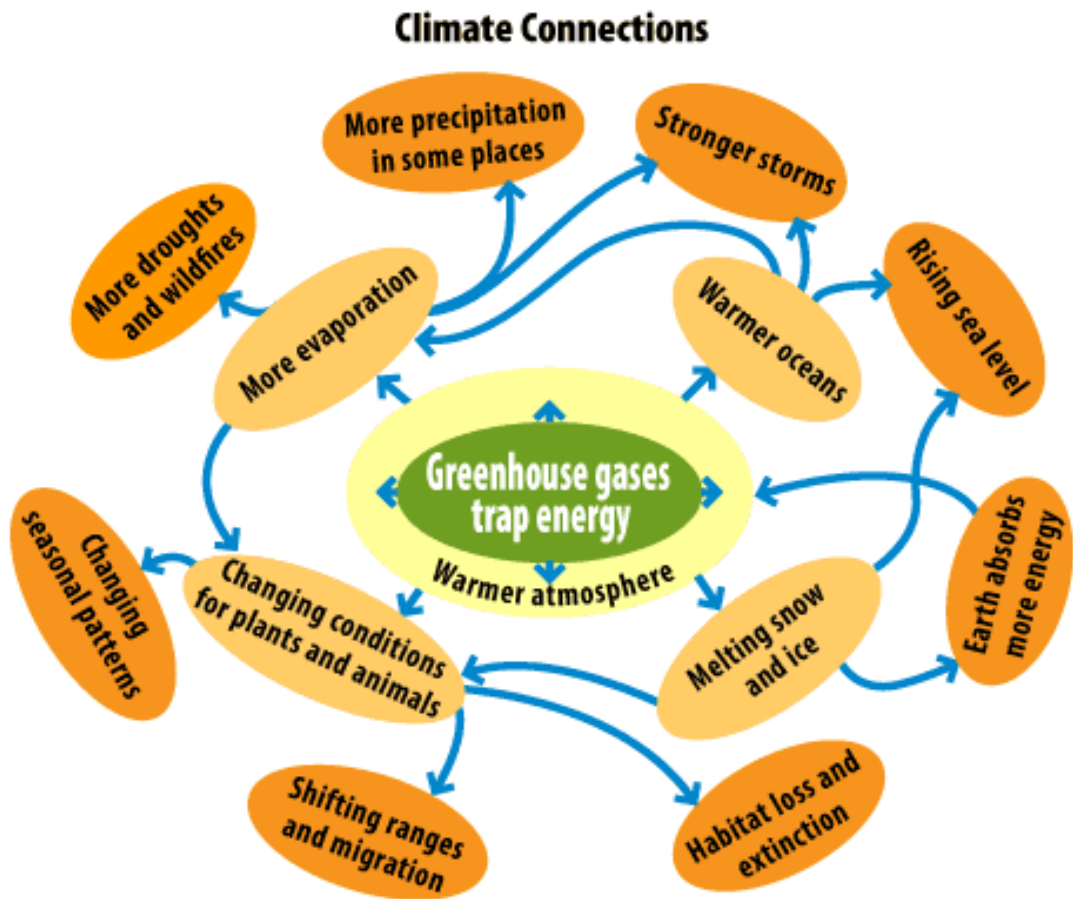 Climate Connections
More precipitation
in some places
Stronger storms
More droughts
and wildfires
More evaporation
Warmer oceans
Rising sea level
Greenhouse gases
trap energy
Warmer atmosphere
Changing
seasonal patterns
Changing conditions
for plants and animals
Melting snow
and ice
Earth absorbs
more energy
Shifting ranges
and migration
Habitat loss and
extinction